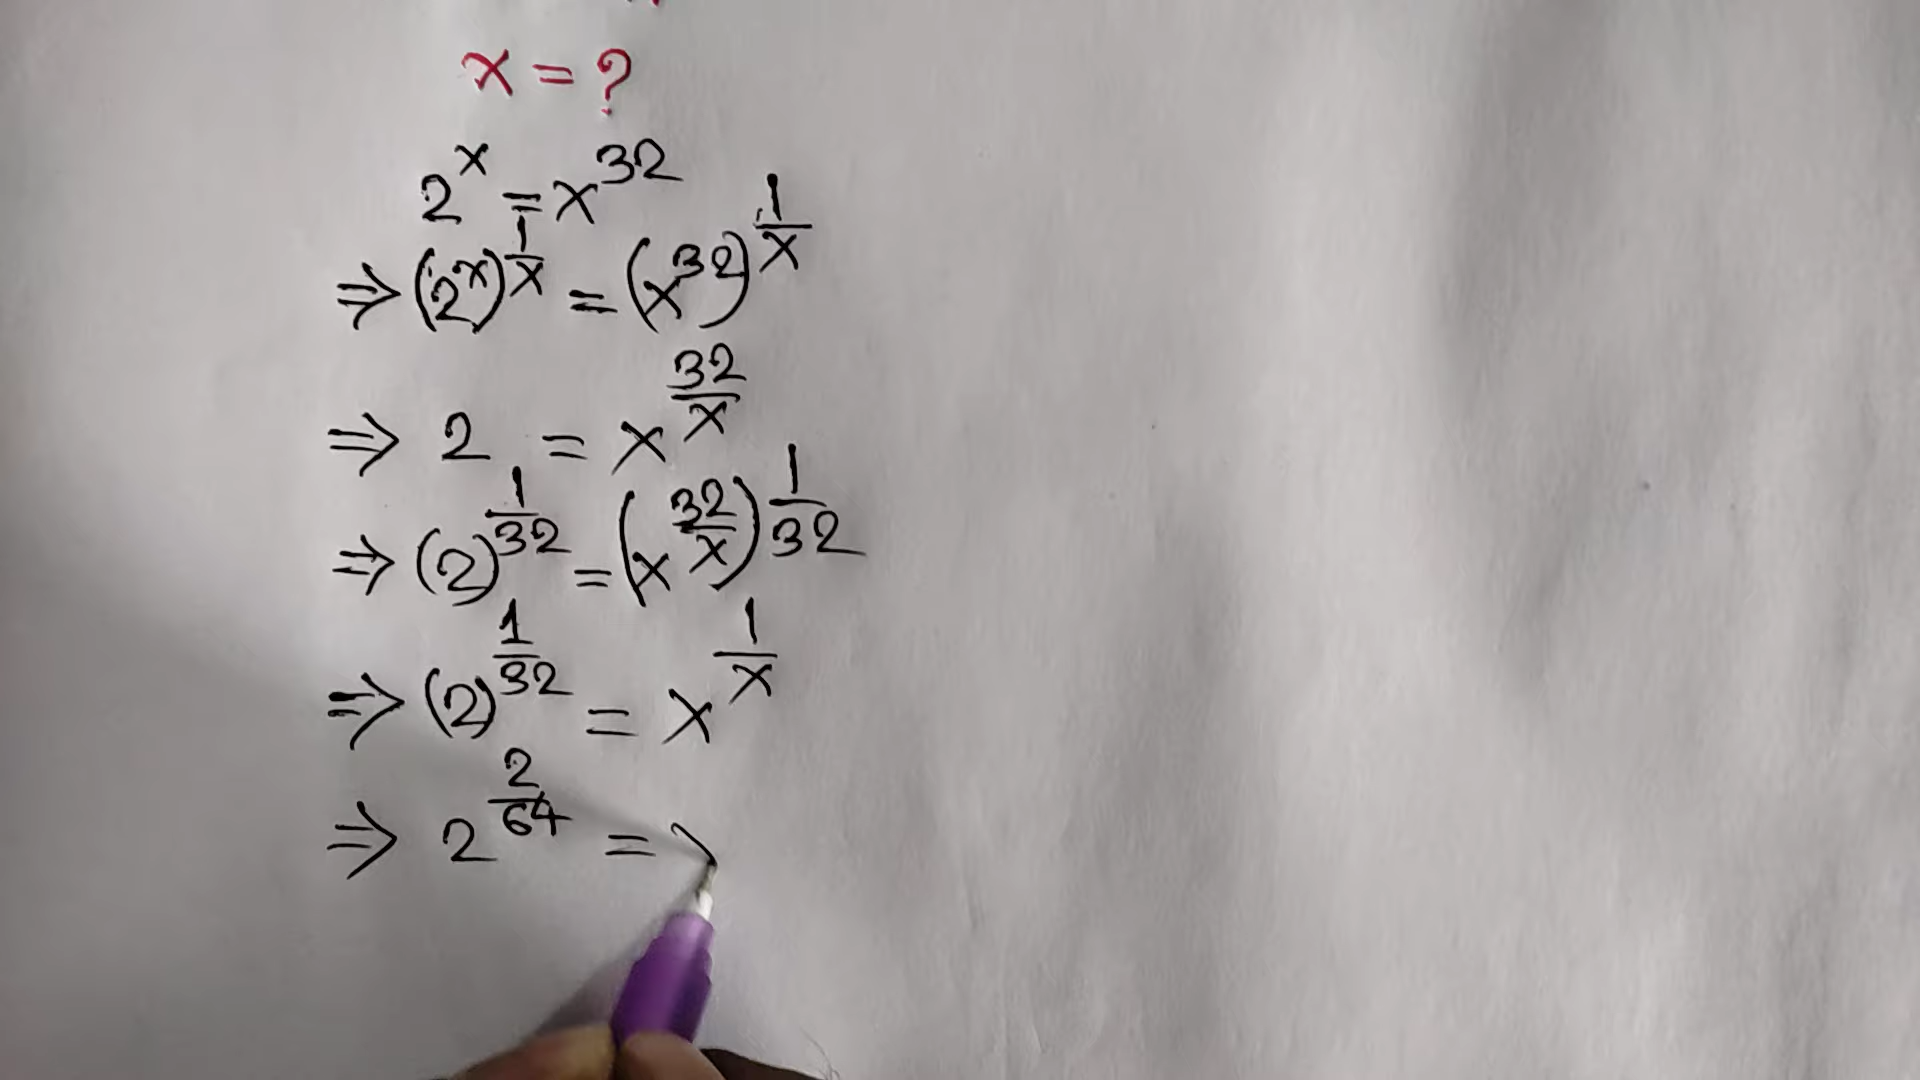 x = ?
2^x = x^32
⇒ (2^x)^(1/x) = (x^32)^(1/x)
⇒ 2 = x^(32/x)
⇒ (2)^(1/32) = (x^(32/x))^(1/32)
⇒ (2)^(1/32) = x^(1/x)
⇒ 2^(2/64) =